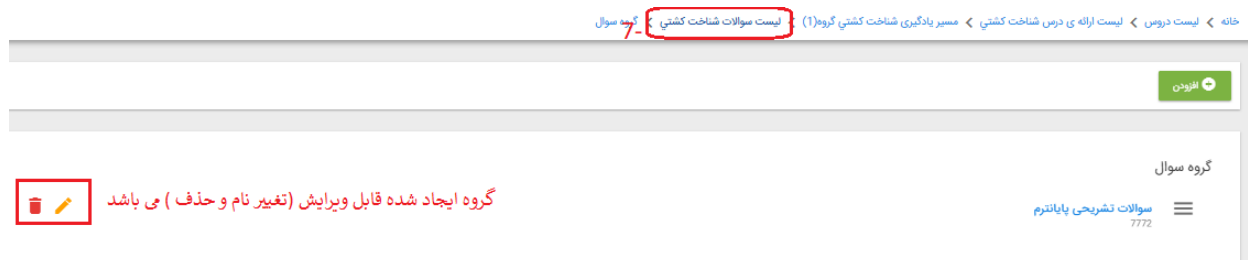 خانه > لیست دروس > لیست ارائه ی درس شناخت کشتي > مسیر یادگیری شناخت کشتي گروه(1) > لیست سوالات شناخت کشتي > گروه سوال
7-
افزودن
گروه سوال
سوالات تشریحی پایانترم
7772
گروه ایجاد شده قابل ویرایش (تغییر نام و حذف ) می باشد